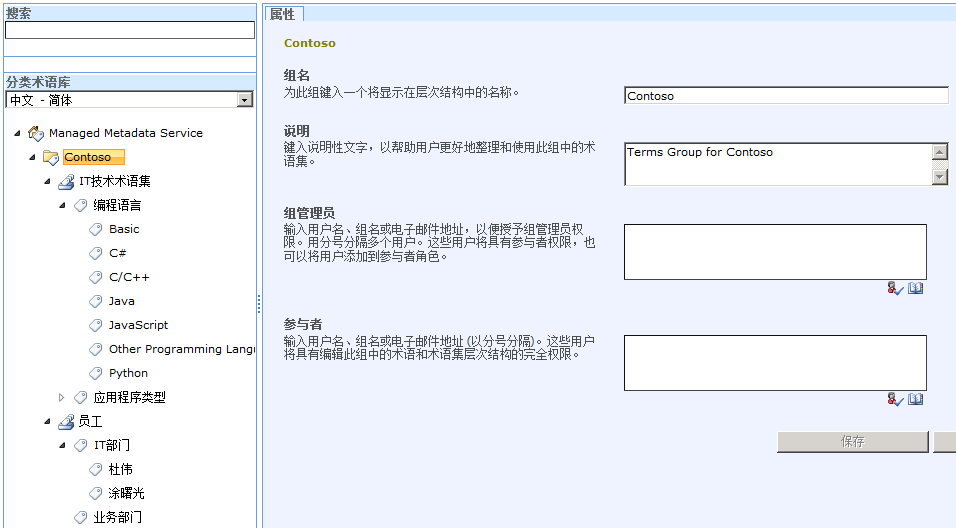 搜索
分类术语库
中文 - 简体
Managed Metadata Service
Contoso
IT技术术语集
编程语言
Basic
C#
C/C++
Java
JavaScript
Other Programming Langu
Python
应用程序类型
员工
IT部门
杜伟
涂曙光
业务部门
属性
Contoso
组名
为此组键入一个将显示在层次结构中的名称。
Contoso
说明
键入说明性文字，以帮助用户更好地整理和使用此组中的术
语集。
Terms Group for Contoso
组管理员
输入用户名、组名或电子邮件地址，以便授予组管理员权
限。用分号分隔多个用户。这些用户将具有参与者权限，也
可以将用户添加到参与者角色。
参与者
输入用户名、组名或电子邮件地址 (以分号分隔)。这些用户
将具有编辑此组中的术语和术语集层次结构的完全权限。
保存